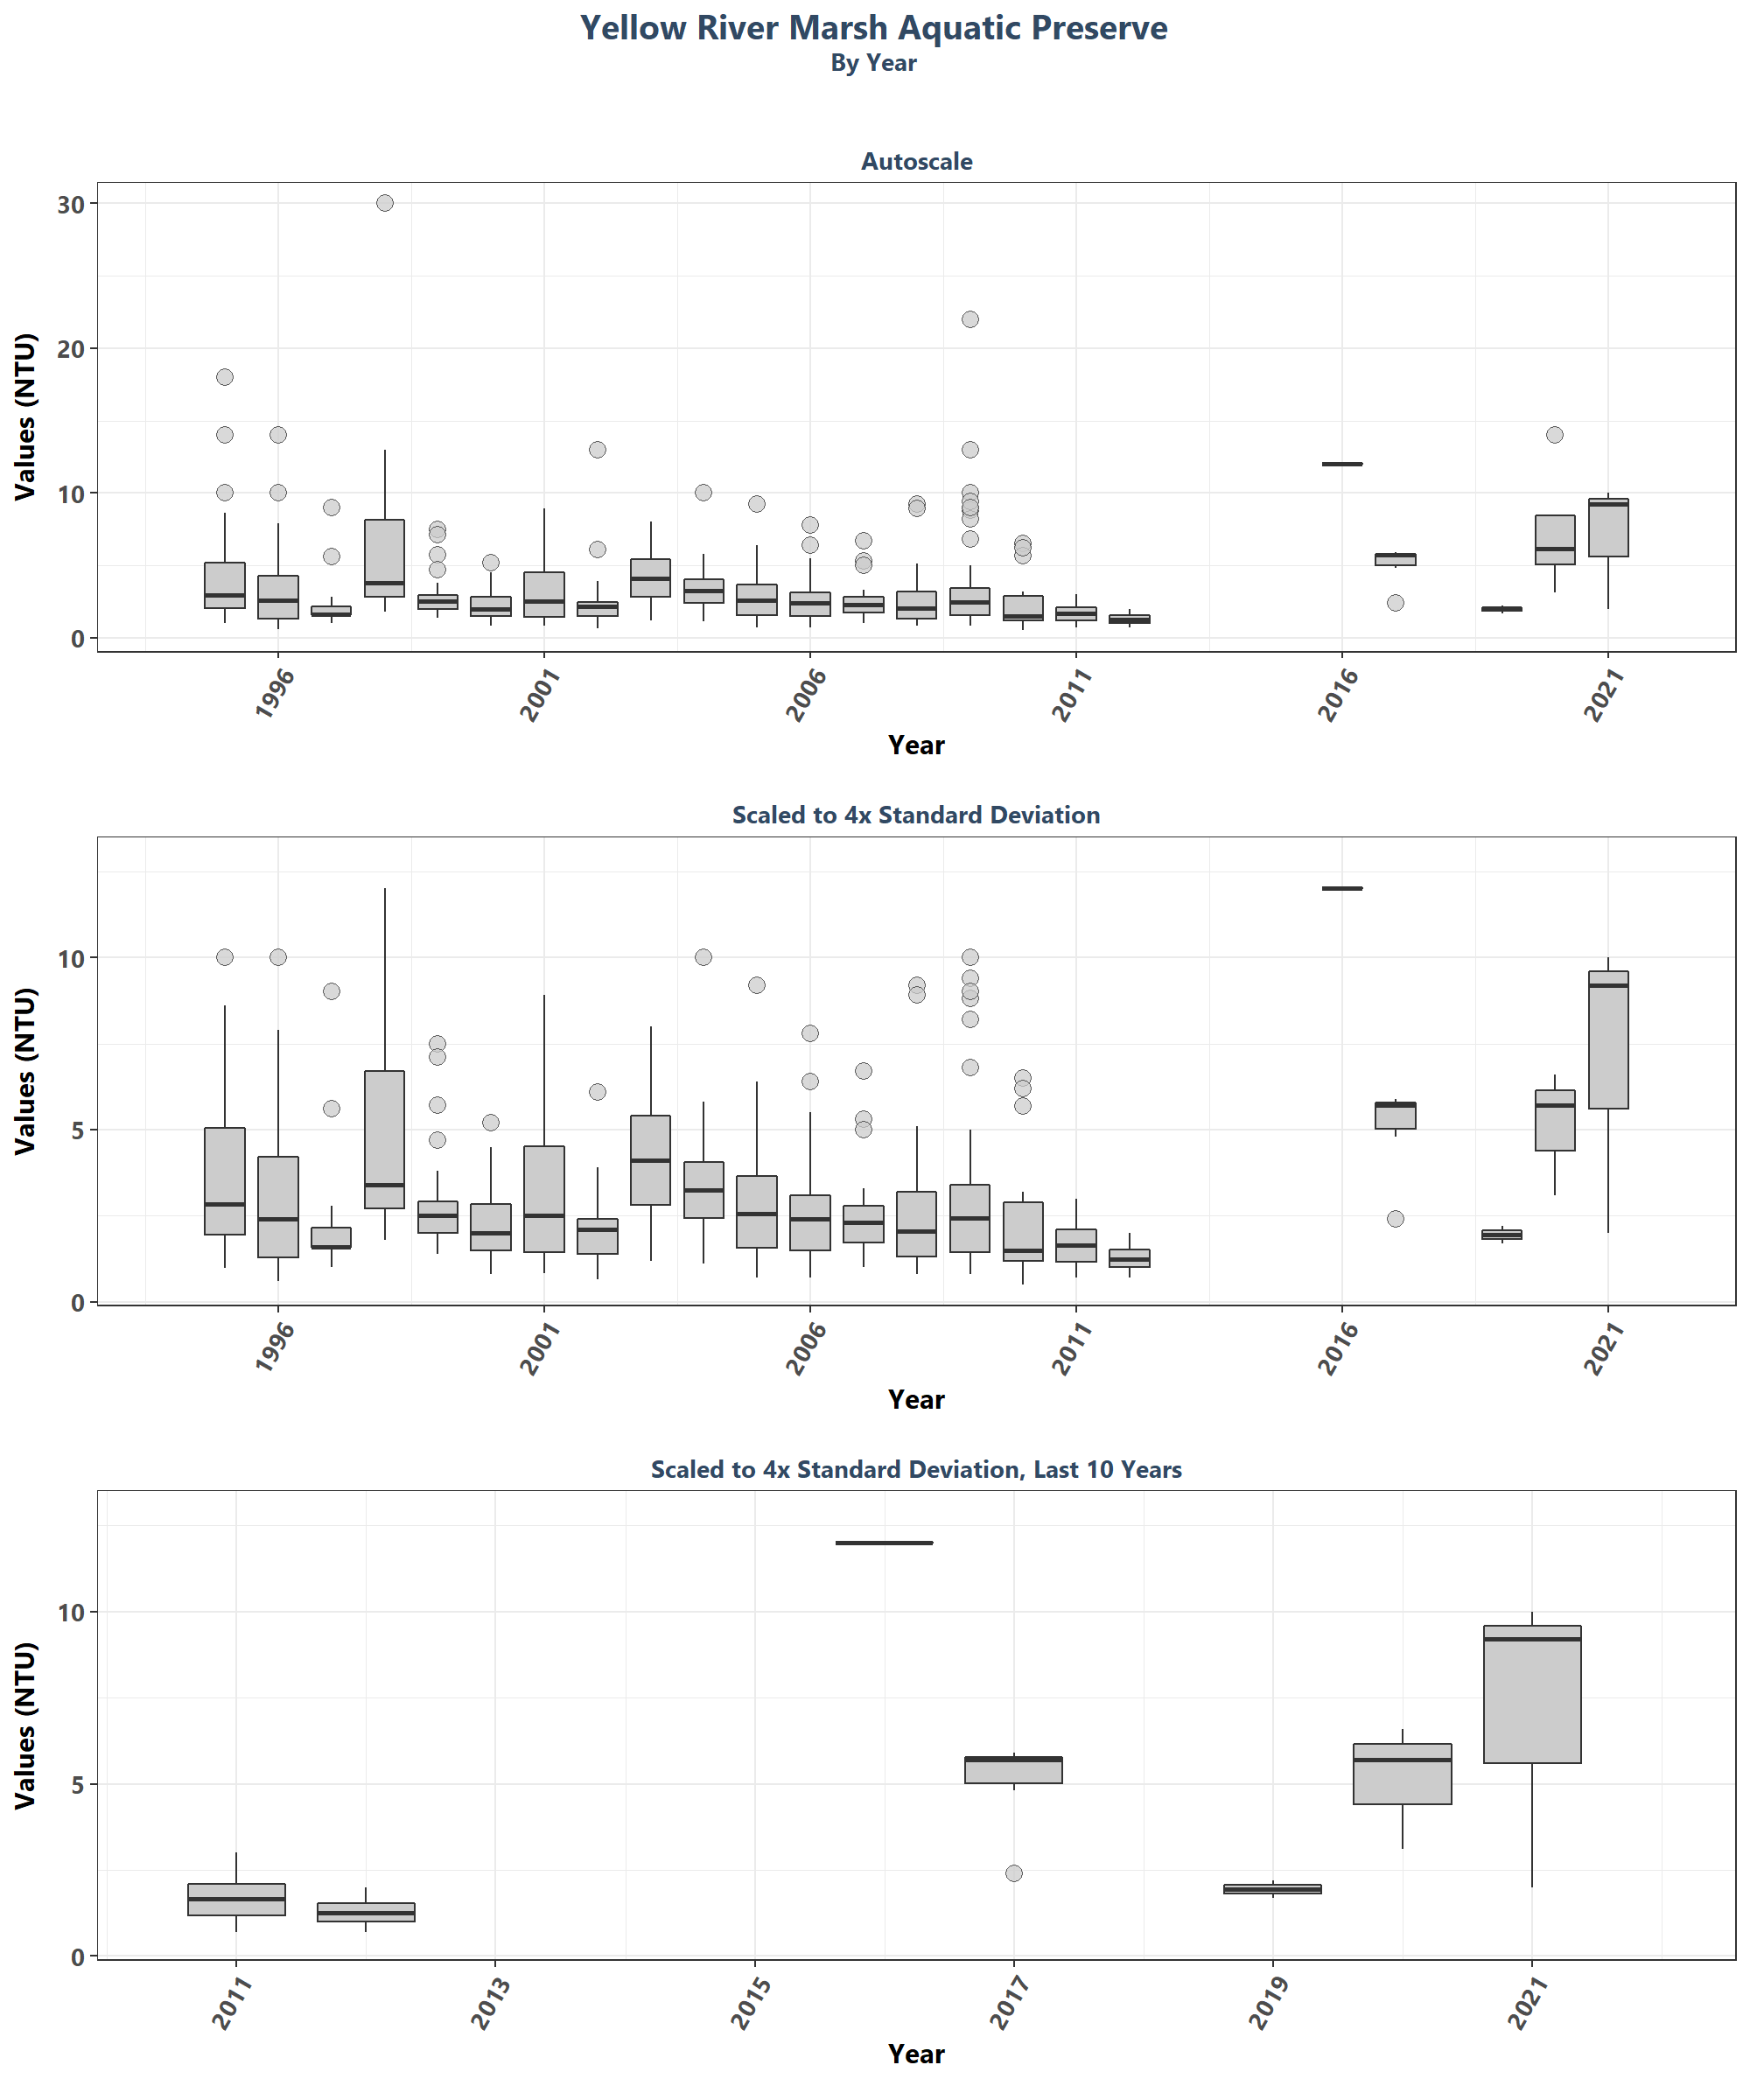 Yellow River Marsh Aquatic Preserve
By Year
Autoscale
Values (NTU)
30
20
10
0
1996 2001 2006 2011 2016 2021
Year
Scaled to 4x Standard Deviation
Values (NTU)
10
5
0
1996 2001 2006 2011 2016 2021
Year
Scaled to 4x Standard Deviation, Last 10 Years
Values (NTU)
10
5
0
2011 2013 2015 2017 2019 2021
Year